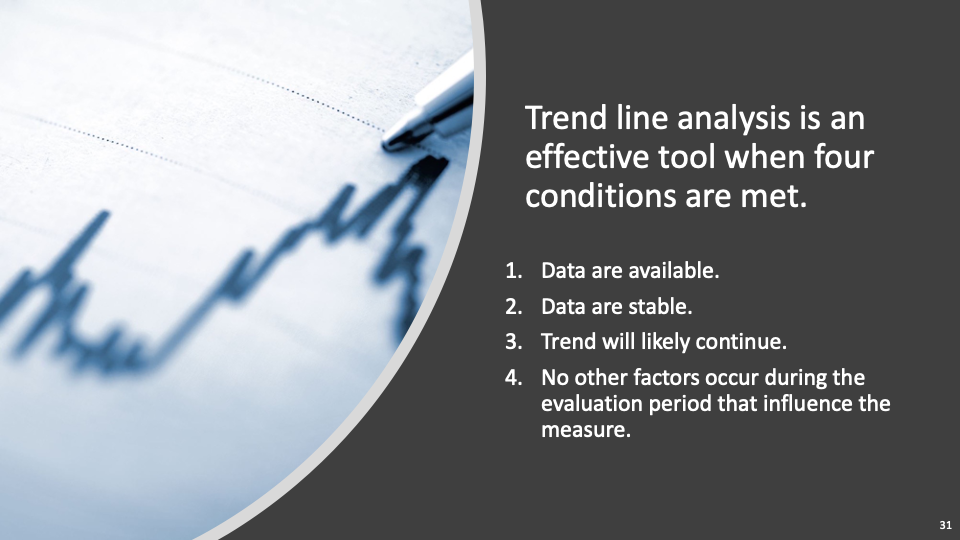 Trend line analysis is an
effective tool when four
conditions are met.
1. Data are available.
2. Data are stable.
3. Trend will likely continue.
4. No other factors occur during the
evaluation period that influence the
measure.
31